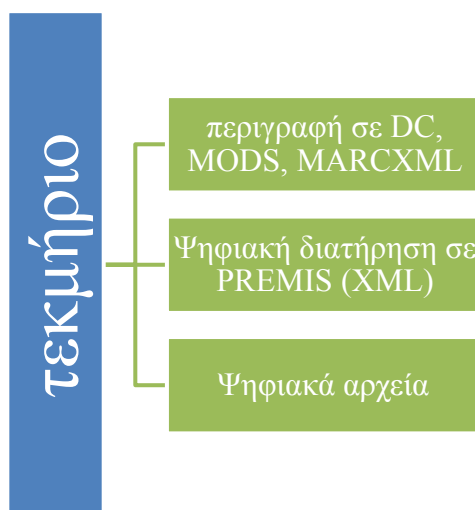 τεκμήριο
περιγραφή σε DC,
MODS, MARCXML
Ψηφιακή διατήρηση σε
PREMIS (XML)
Ψηφιακά αρχεία